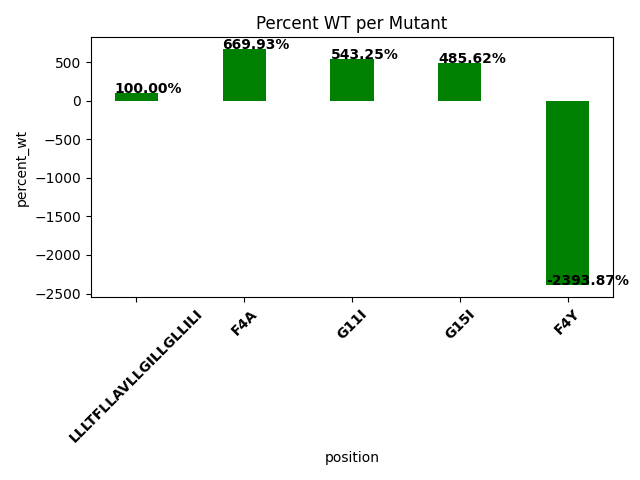 Percent WT per Mutant
669.93%
543.25%
485.62%
100.00%
-2393.87%
500
0
−500
−1000
−1500
−2000
−2500
percent_wt
LLLTFLLAVLLGILLGLLILI
F4A
G11I
G15I
F4Y
position